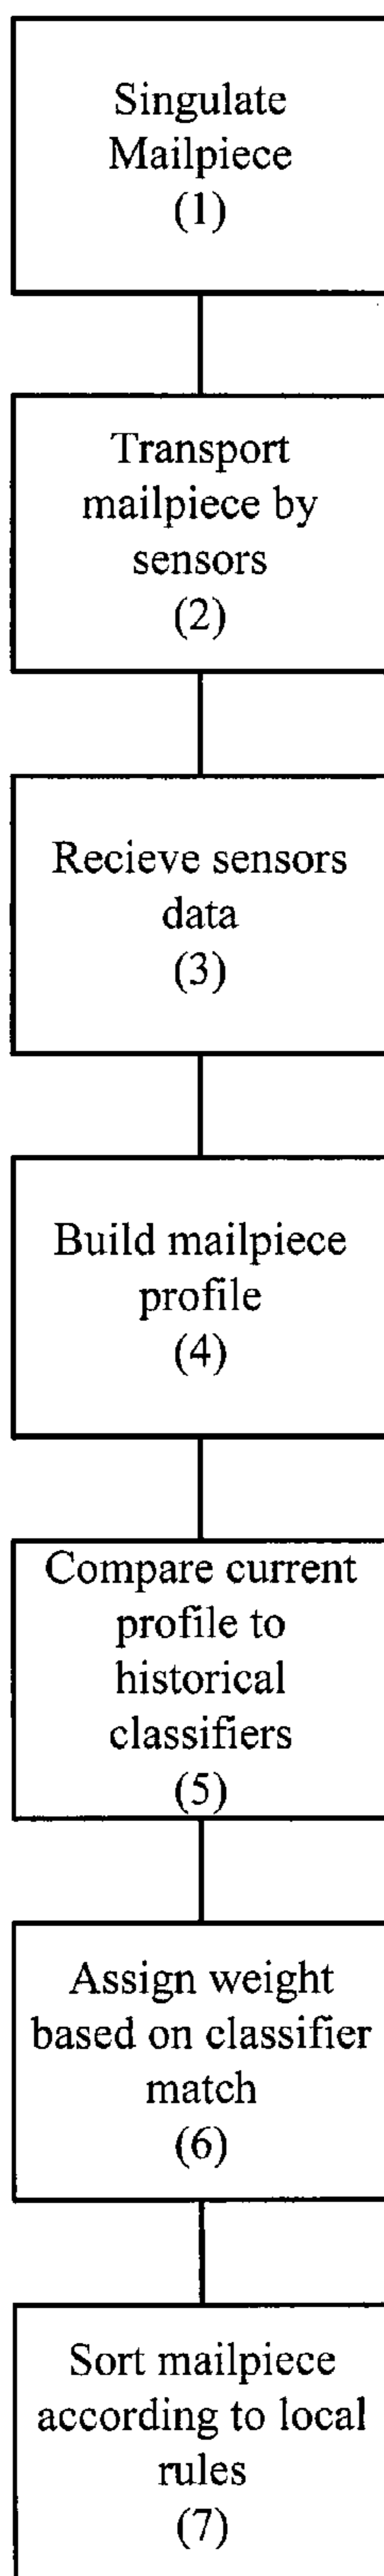 Singulate
Mailpiece
(1)
Transport
mailpiece by
sensors
(2)
Recieve sensors
data
(3)
Build mailpiece
profile
(4)
Compare current
profile to
historical
classifiers
(5)
Assign weight
based on classifier
match
(6)
Sort mailpiece
according to local
rules
(7)